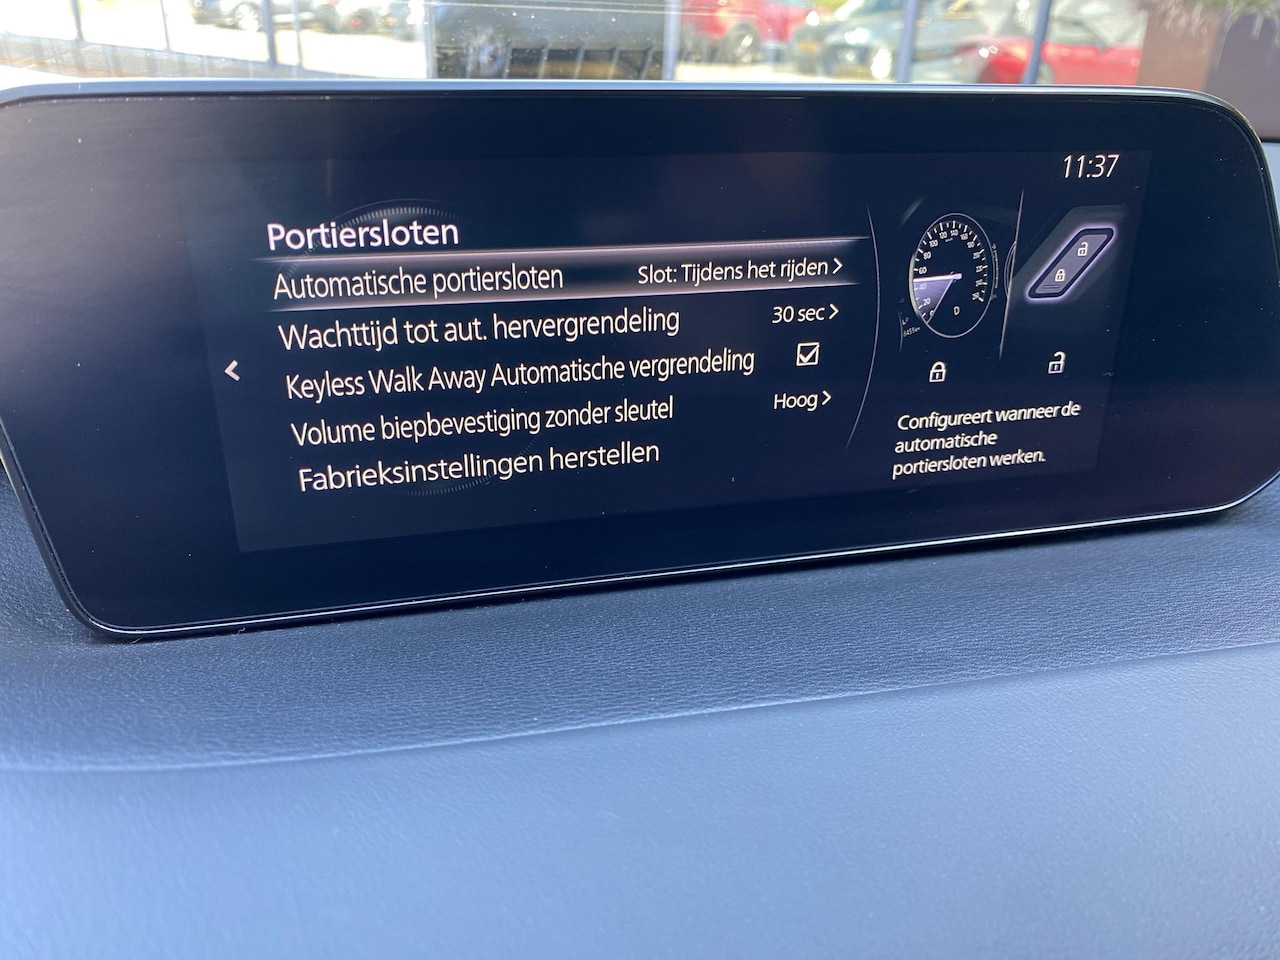 11:37
Portiersloten
Automatische portiersloten Slot: Tijdens het rijden >
Wachttijd tot aut. hervergrendeling 30 sec >
Keyless Walk Away Automatische vergrendeling
Volume biepbevestiging zonder sleutel Hoog >
Fabrieksinstellingen herstellen
Configureert wanneer de
automatische
portiersloten werken.